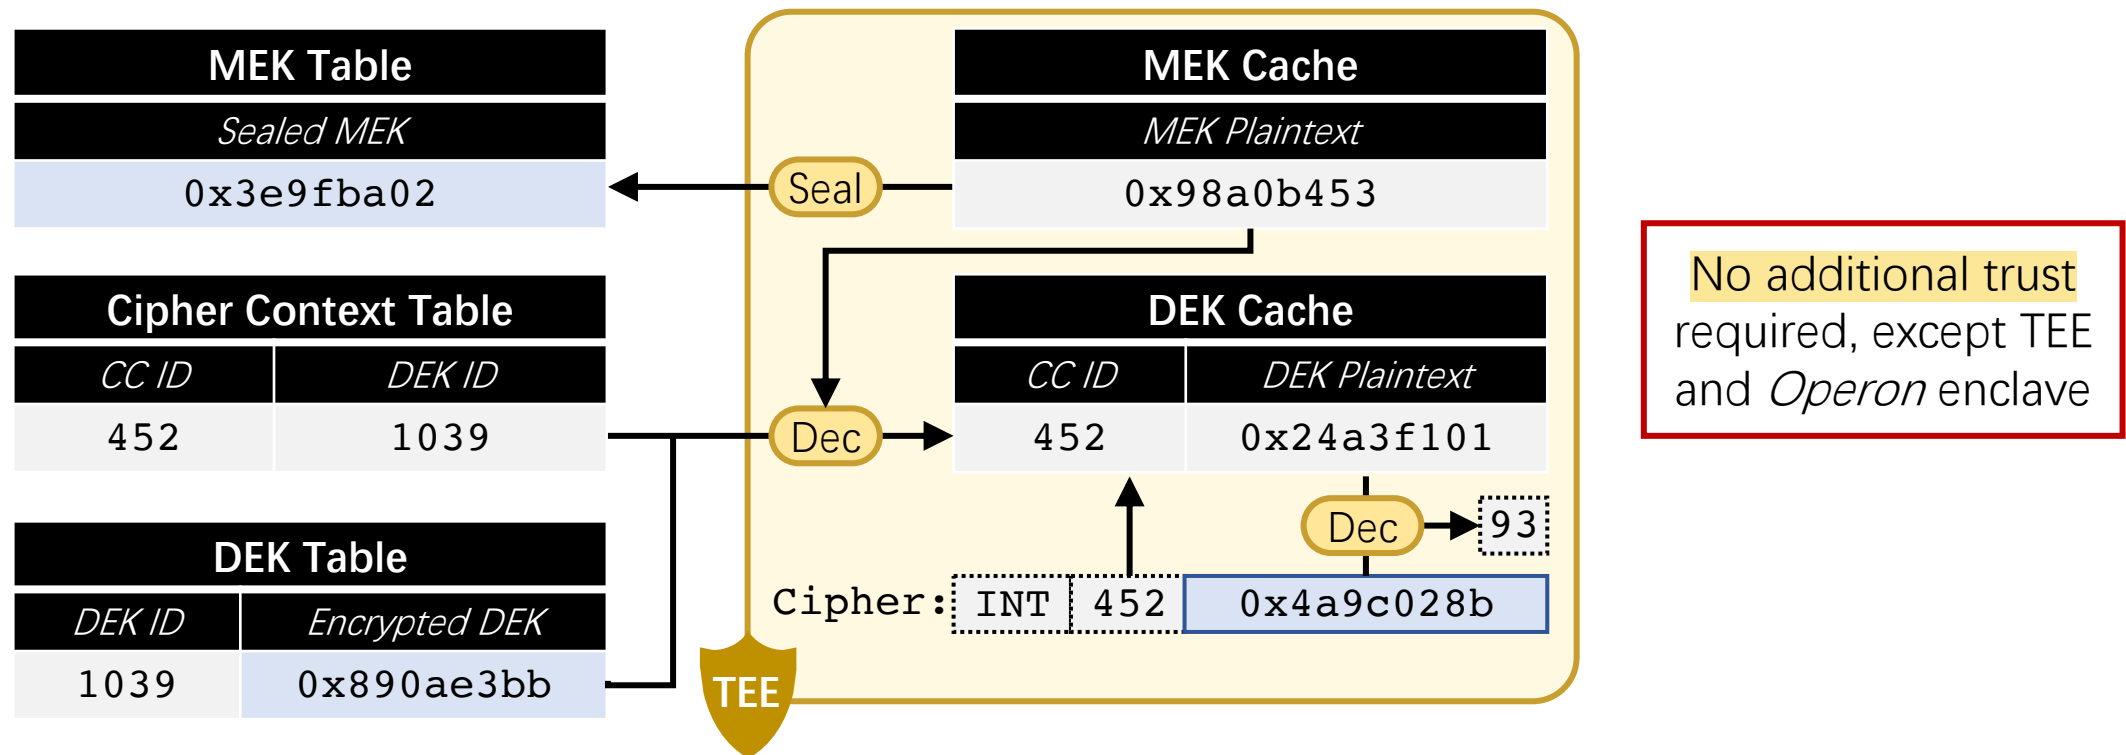 MEK Table
Sealed MEK
0x3e9fba02
Cipher Context Table
CC ID DEK ID
452 1039
DEK Table
DEK ID Encrypted DEK
1039 0x890ae3bb
MEK Cache
MEK Plaintext
0x98a0b453
Seal
DEK Cache
CC ID DEK Plaintext
452 0x24a3f101
Dec
Dec 93
Cipher: INT 452 0x4a9c028b
TEE
No additional trust
required, except TEE
and Operon enclave